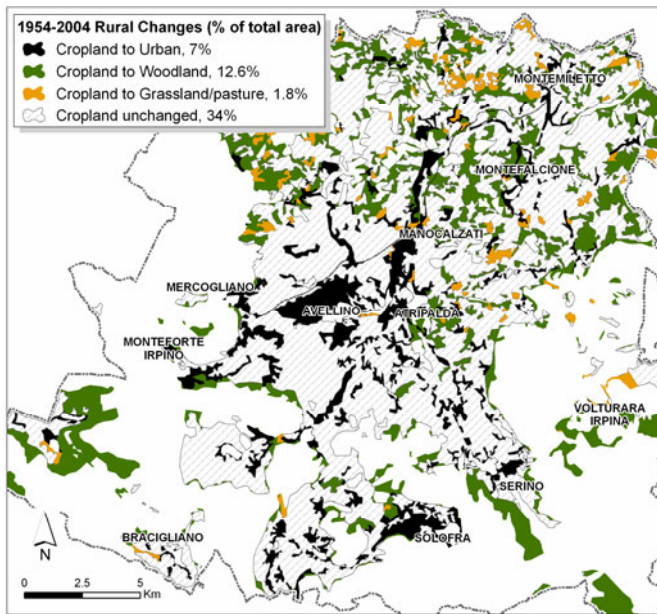 1954-2004 Rural Changes (% of total area)
Cropland to Urban, 7%
Cropland to Woodland, 12.6%
Cropland to Grassland/pasture, 1.8%
Cropland unchanged, 34%
MONTEMILETTO
MONTEFALCIONE
MANOCALZATI
MERCOGLIANO
AVELLINO
ATRIPALDA
MONTEFORTE
IRPINO
VOLTURARA
IRPINA
SERINO
SOLOFRA
BRACIGLIANO
N
0 2.5 5
Km